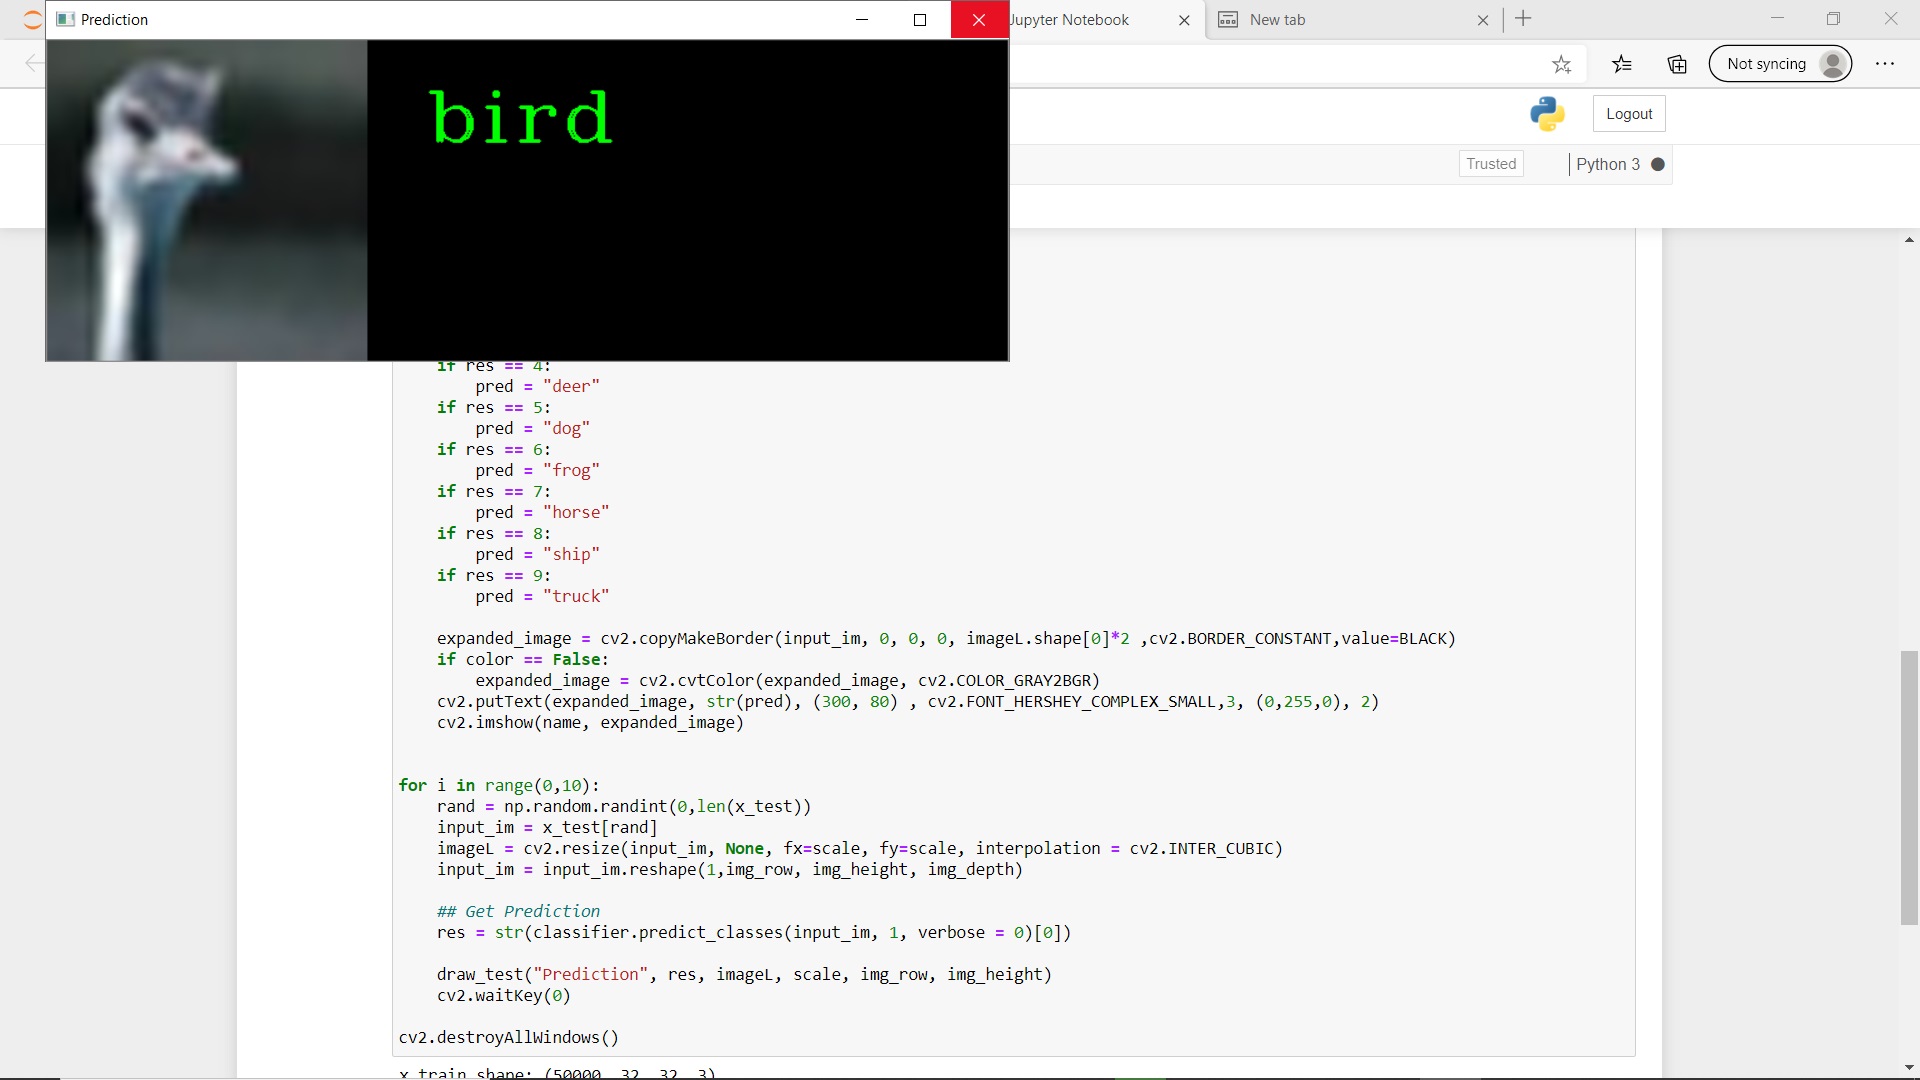 Prediction
Jupyter Notebook
New tab
Not syncing
bird
Logout
Trusted
Python 3
if res == 4:
pred = "deer"
if res == 5:
pred = "dog"
if res == 6:
pred = "frog"
if res == 7:
pred = "horse"
if res == 8:
pred = "ship"
if res == 9:
pred = "truck"
expanded_image = cv2.copyMakeBorder(input_im, 0, 0, 0, imageL.shape[0]*2 ,cv2.BORDER_CONSTANT,value=BLACK)
if color == False:
expanded_image = cv2.cvtColor(expanded_image, cv2.COLOR_GRAY2BGR)
cv2.putText(expanded_image, str(pred), (300, 80) , cv2.FONT_HERSHEY_COMPLEX_SMALL,3, (0,255,0), 2)
cv2.imshow(name, expanded_image)
for i in range(0,10):
rand = np.random.randint(0,len(x_test))
input_im = x_test[rand]
imageL = cv2.resize(input_im, None, fx=scale, fy=scale, interpolation = cv2.INTER_CUBIC)
input_im = input_im.reshape(1,img_row, img_height, img_depth)
## Get Prediction
res = str(classifier.predict_classes(input_im, 1, verbose = 0)[0])
draw_test("Prediction", res, imageL, scale, img_row, img_height)
cv2.waitKey(0)
cv2.destroyAllWindows()
x_train shape: (50000, 32, 32, 3)